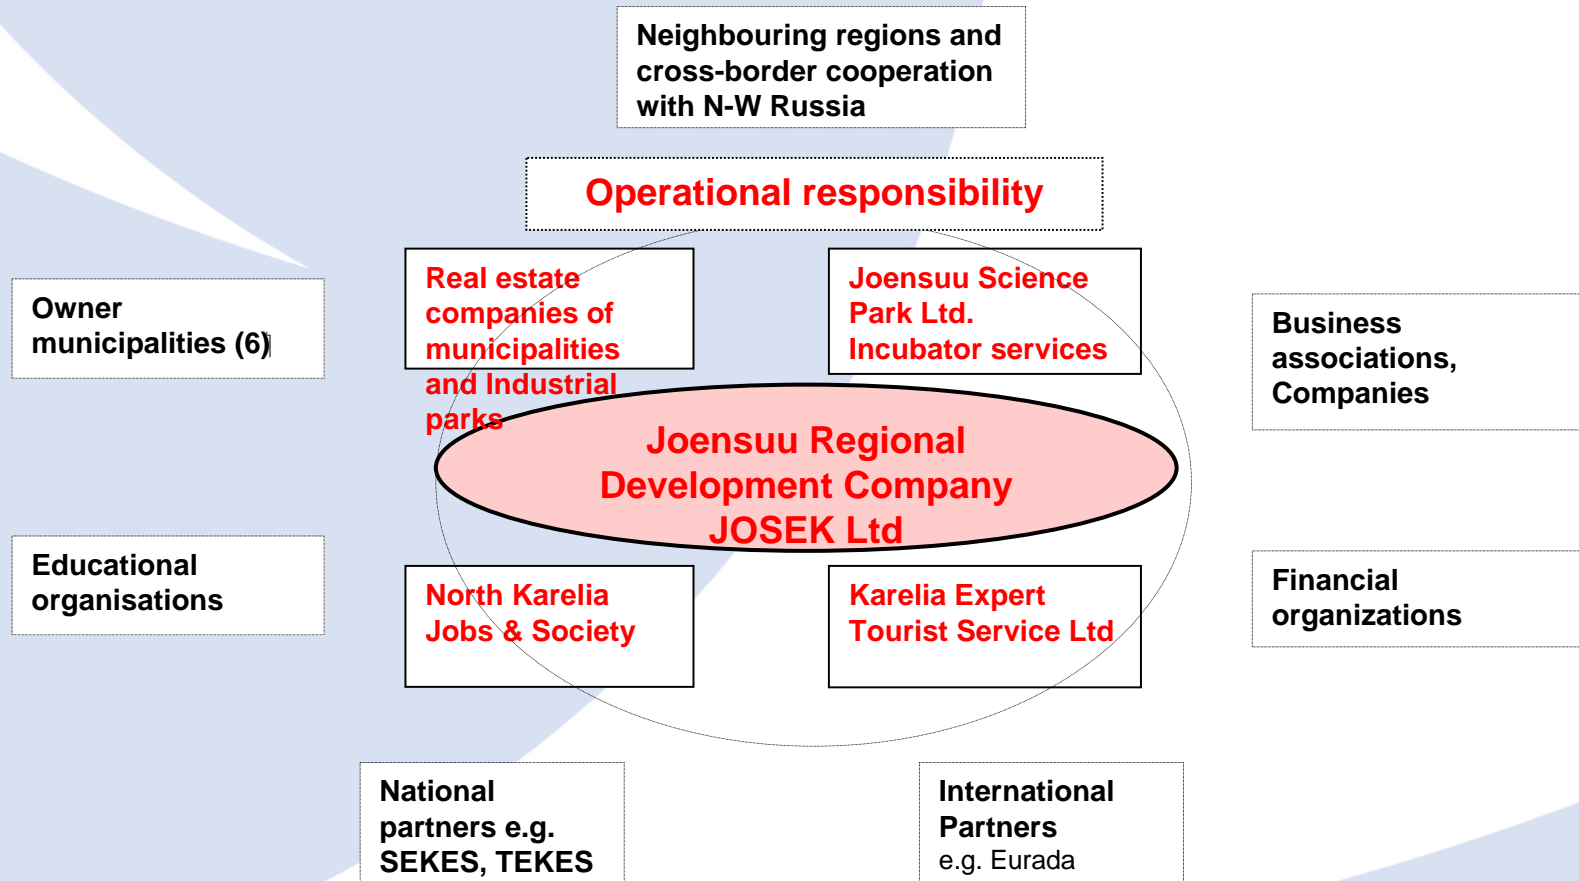 Neighbouring regions and
cross-border cooperation
with N-W Russia
Operational responsibility
Real estate
companies of
municipalities
and Industrial
parks
Joensuu Science
Park Ltd.
Incubator services
Owner
municipalities (6)
Business
associations,
Companies
Joensuu Regional
Development Company
JOSEK Ltd
Educational
organisations
North Karelia
Jobs & Society
Karelia Expert
Tourist Service Ltd
Financial
organizations
National
partners e.g.
SEKES, TEKES
International
Partners
e.g. Eurada